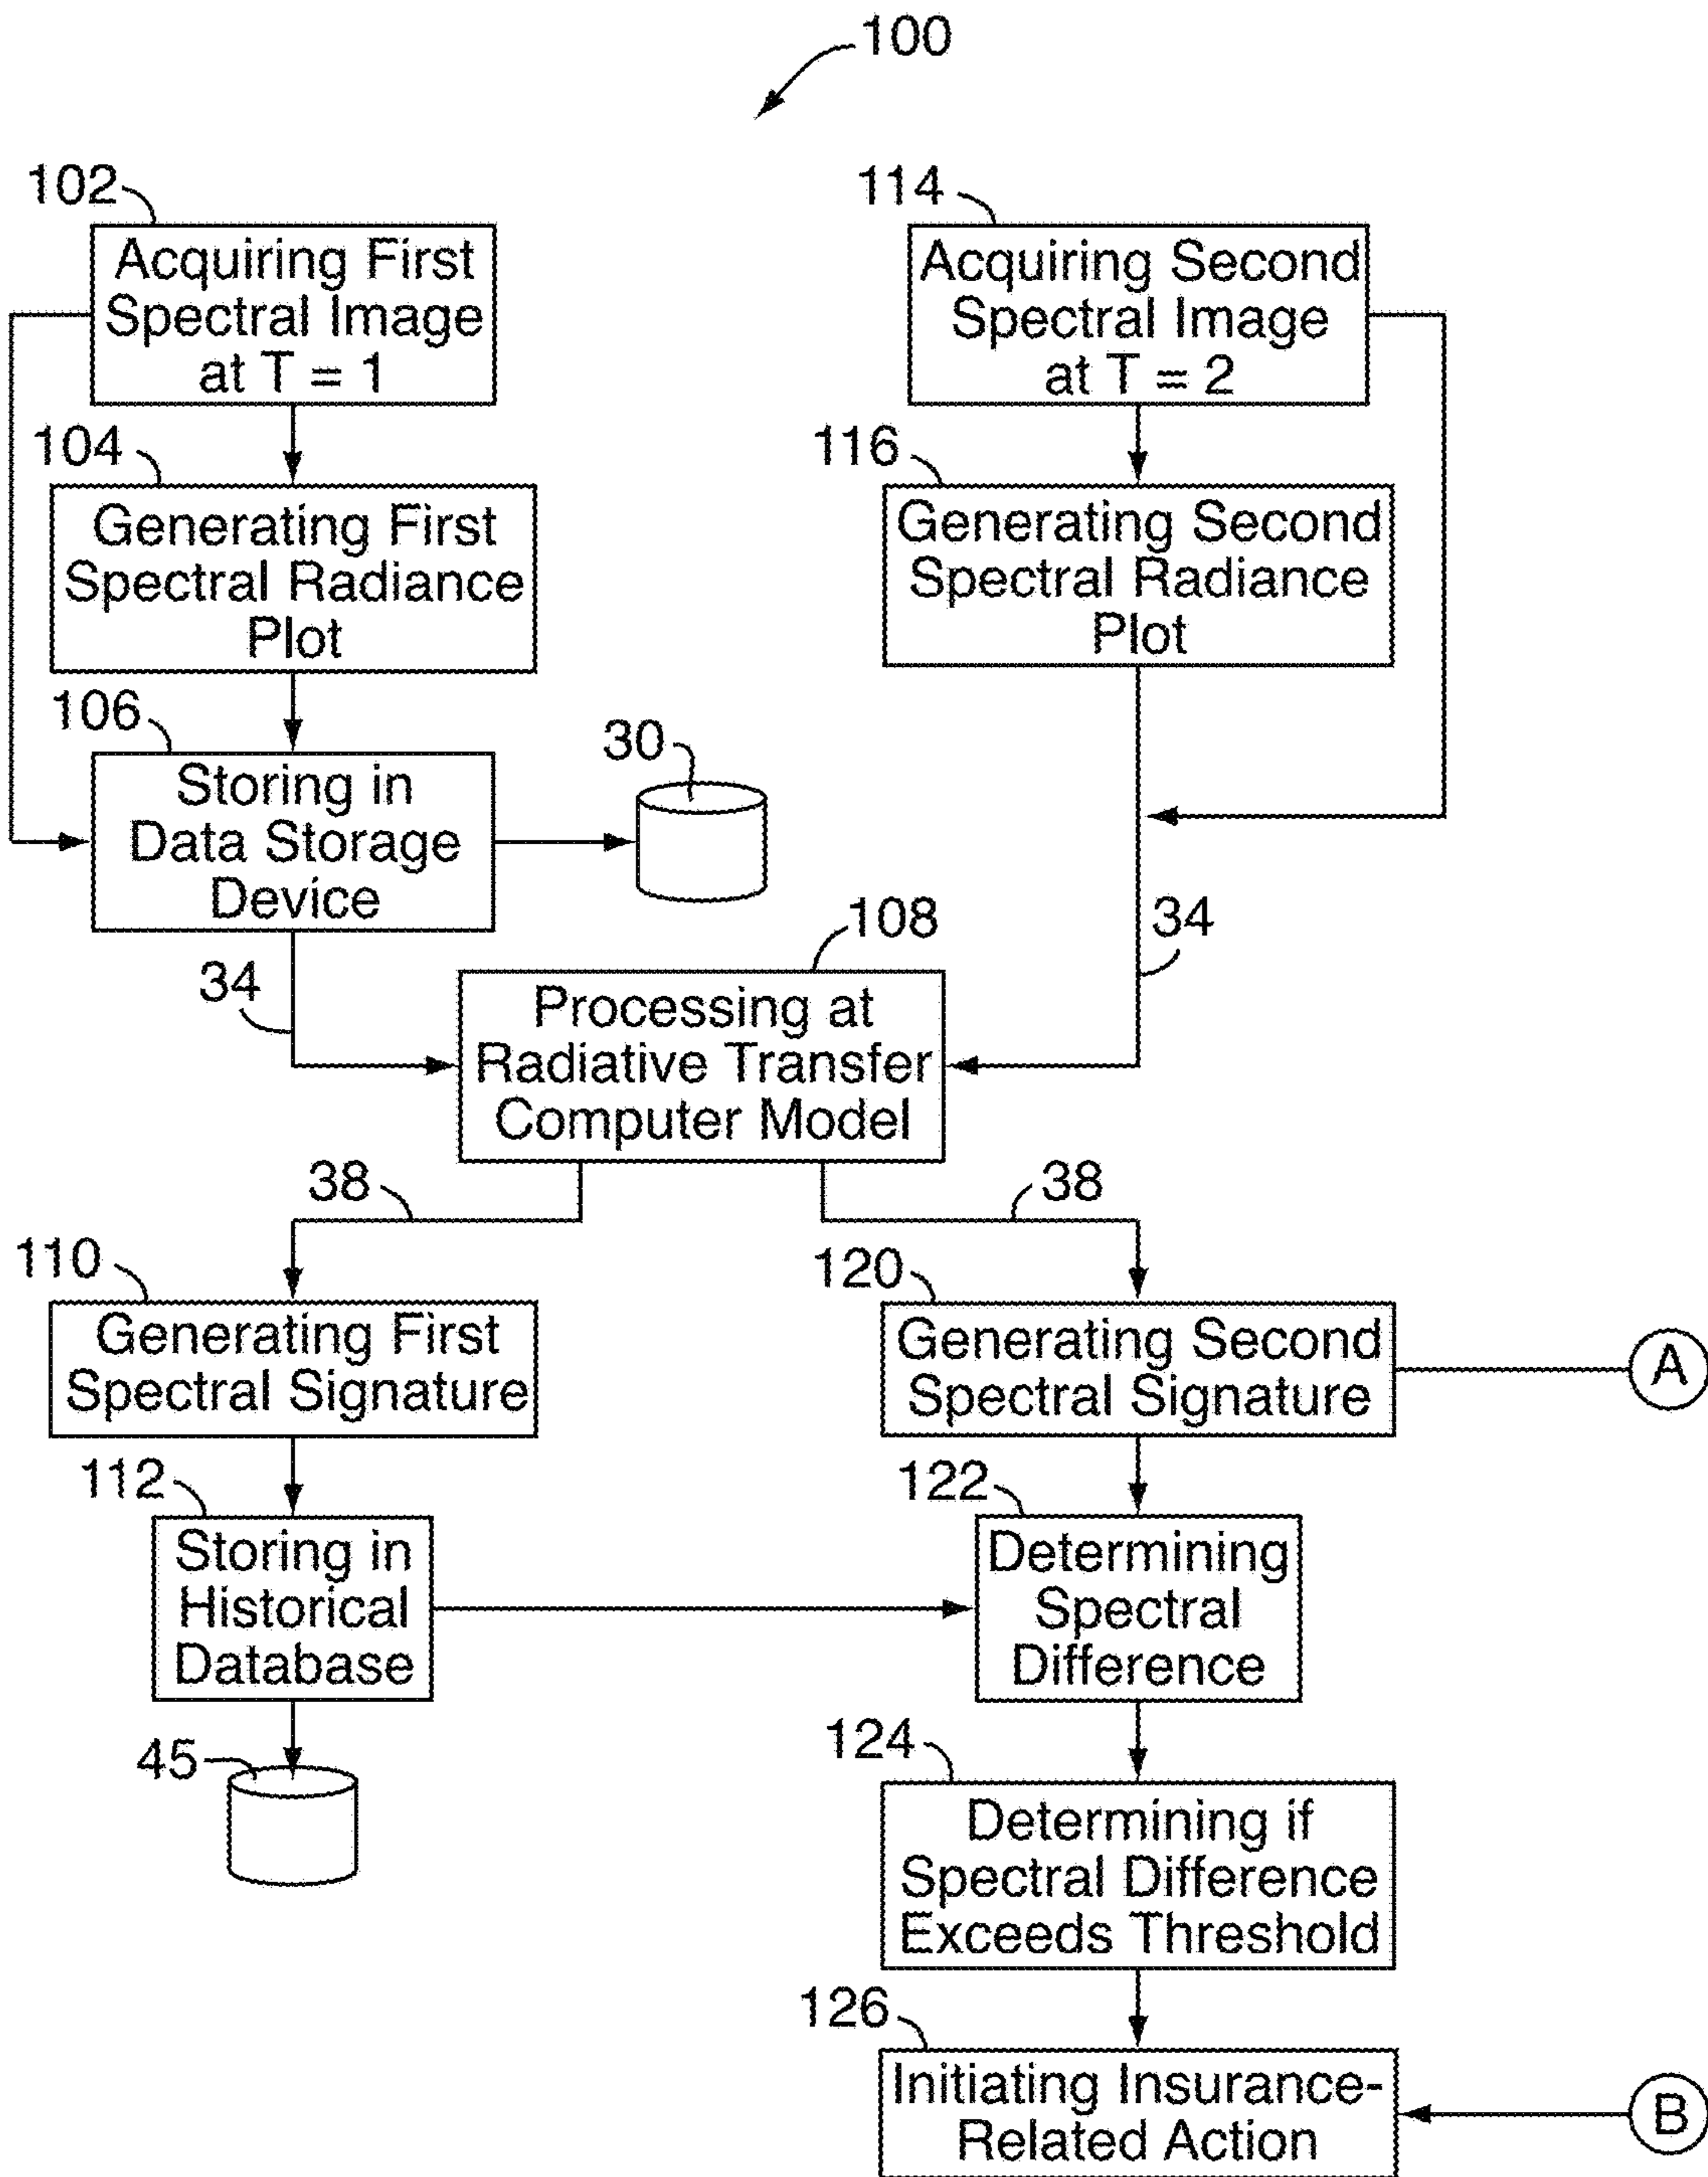 100
102
Acquiring First
Spectral Image
at T = 1
114
Acquiring Second
Spectral Image
at T = 2
104
Generating First
Spectral Radiance
Plot
116
Generating Second
Spectral Radiance
Plot
106
Storing in
Data Storage
Device
30
34
108
Processing at
Radiative Transfer
Computer Model
34
38
38
110
Generating First
Spectral Signature
120
Generating Second
Spectral Signature
A
112
Storing in
Historical
Database
122
Determining
Spectral
Difference
45
124
Determining if
Spectral Difference
Exceeds Threshold
126
Initiating Insurance-
Related Action
B